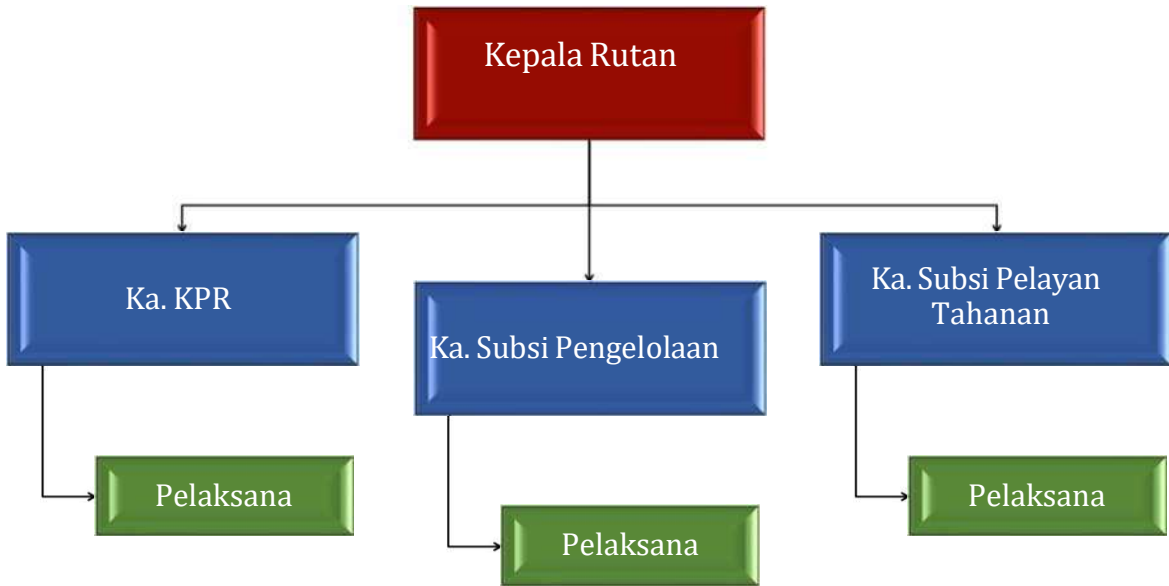 Kepala Rutan
Ka. KPR
Ka. Subsi Pengelolaan
Ka. Subsi Pelayan
Tahanan
Pelaksana
Pelaksana
Pelaksana